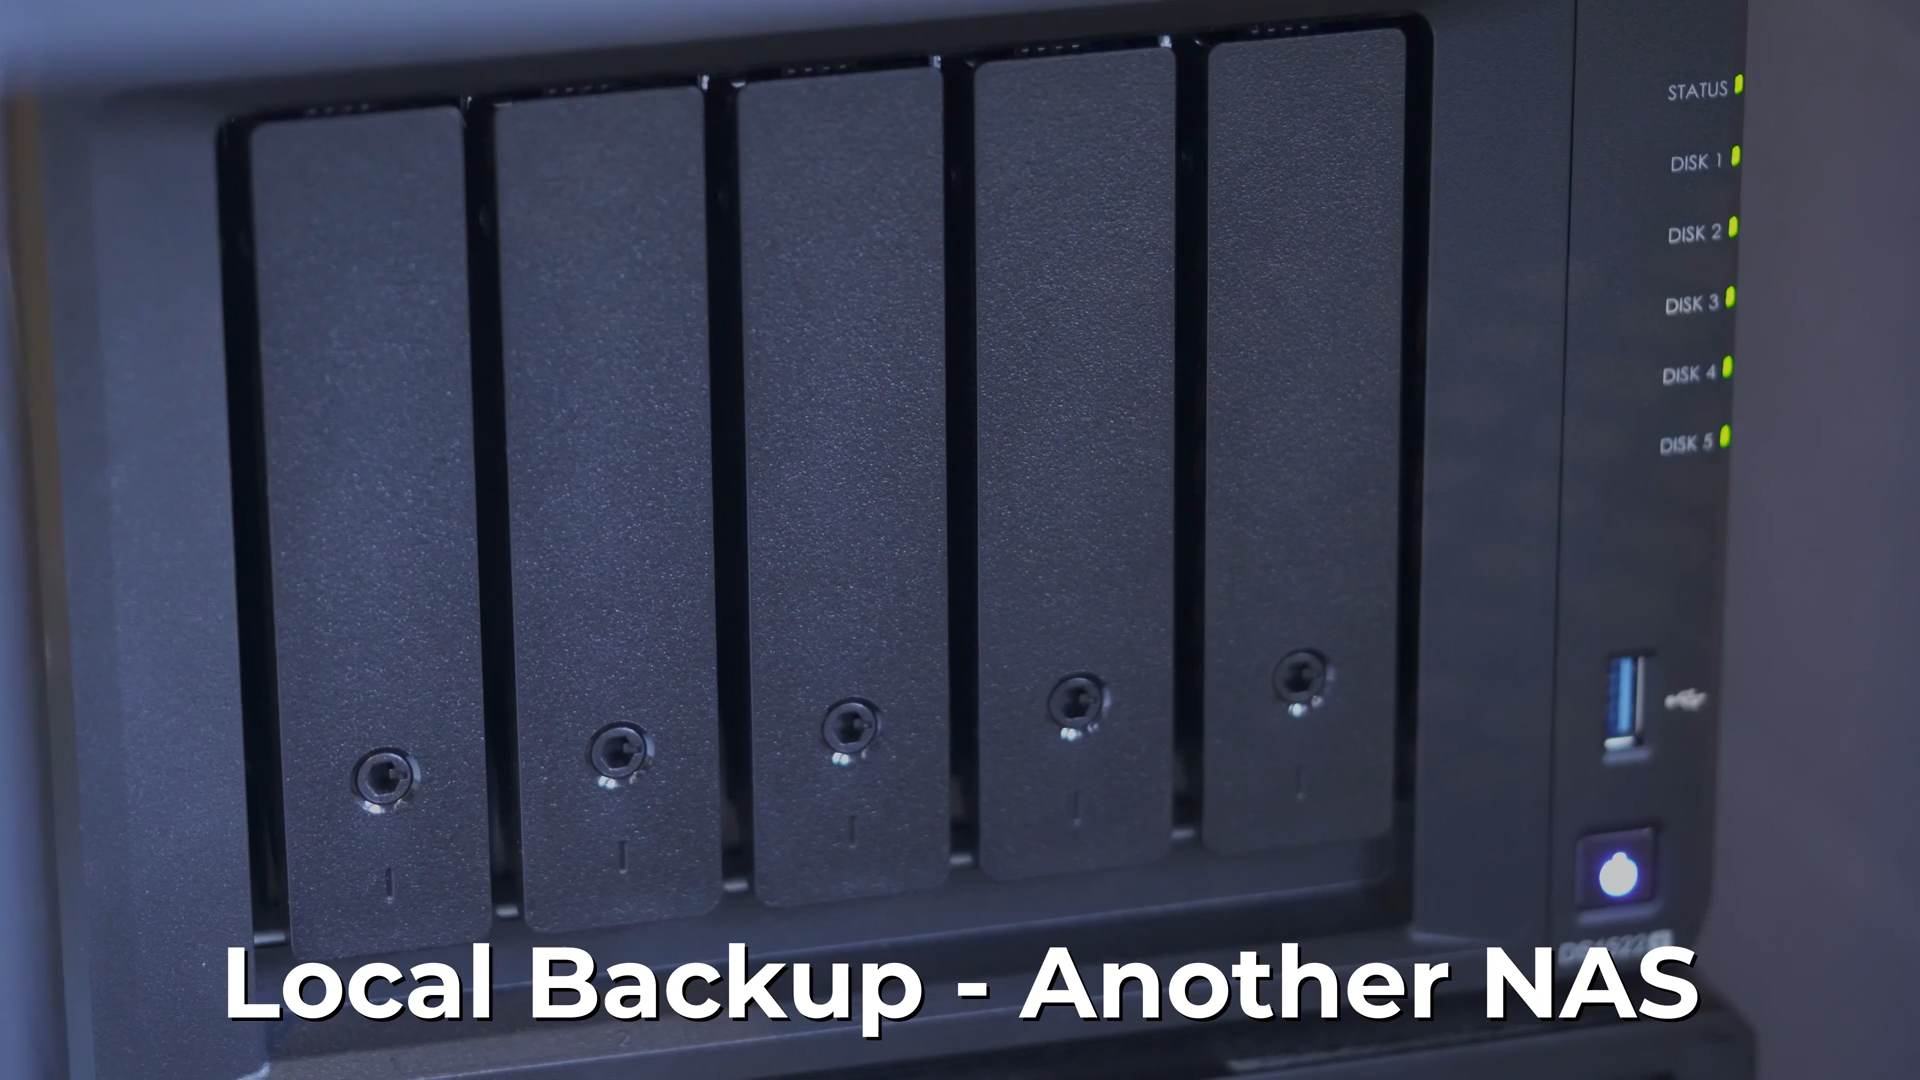 STATUS
DISK 1
DISK 2
DISK 3
DISK 4
DISK 5
Local Backup - Another NAS